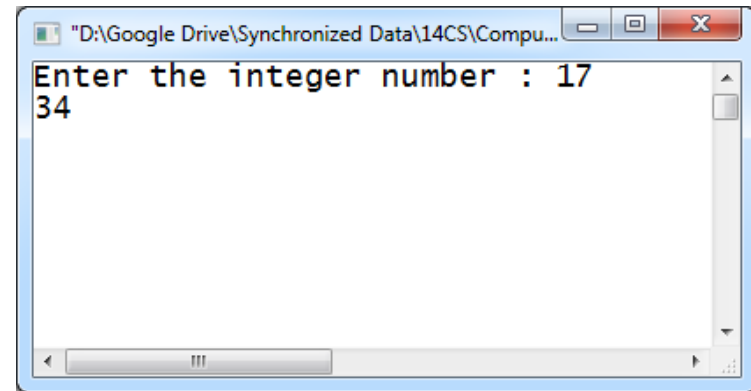 "D:\Google Drive\Synchronized Data\14CS\Compu...
Enter the integer number : 17
34